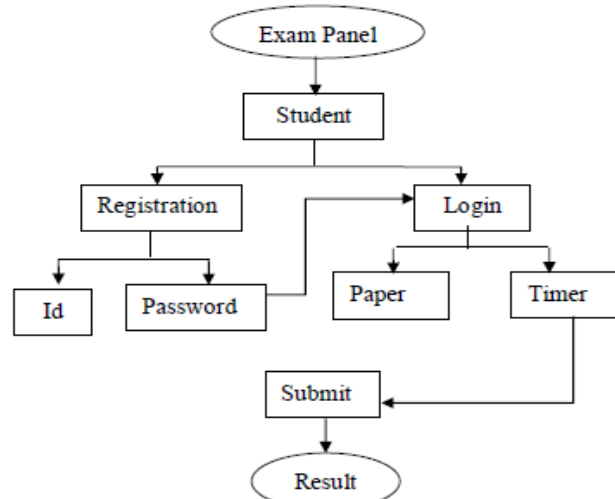 Exam Panel
Student
Registration
Login
Id
Password
Paper
Timer
Submit
Result